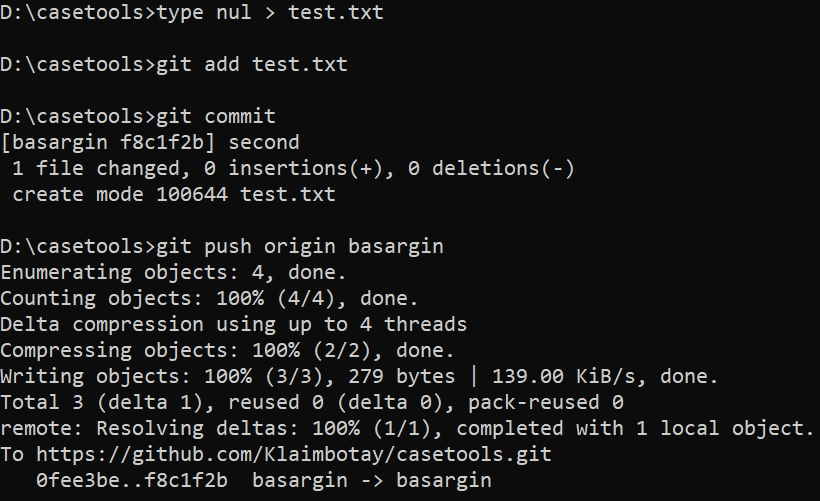 D:\casetools>type nul > test.txt
D:\casetools>git add test.txt
D:\casetools>git commit
[basargin f8c1f2b] second
 1 file changed, 0 insertions(+), 0 deletions(-)
 create mode 100644 test.txt
D:\casetools>git push origin basargin
Enumerating objects: 4, done.
Counting objects: 100% (4/4), done.
Delta compression using up to 4 threads
Compressing objects: 100% (2/2), done.
Writing objects: 100% (3/3), 279 bytes | 139.00 KiB/s, done.
Total 3 (delta 1), reused 0 (delta 0), pack-reused 0
remote: Resolving deltas: 100% (1/1), completed with 1 local object.
To https://github.com/Klaimbotay/casetools.git
   0fee3be..f8c1f2b  basargin -> basargin